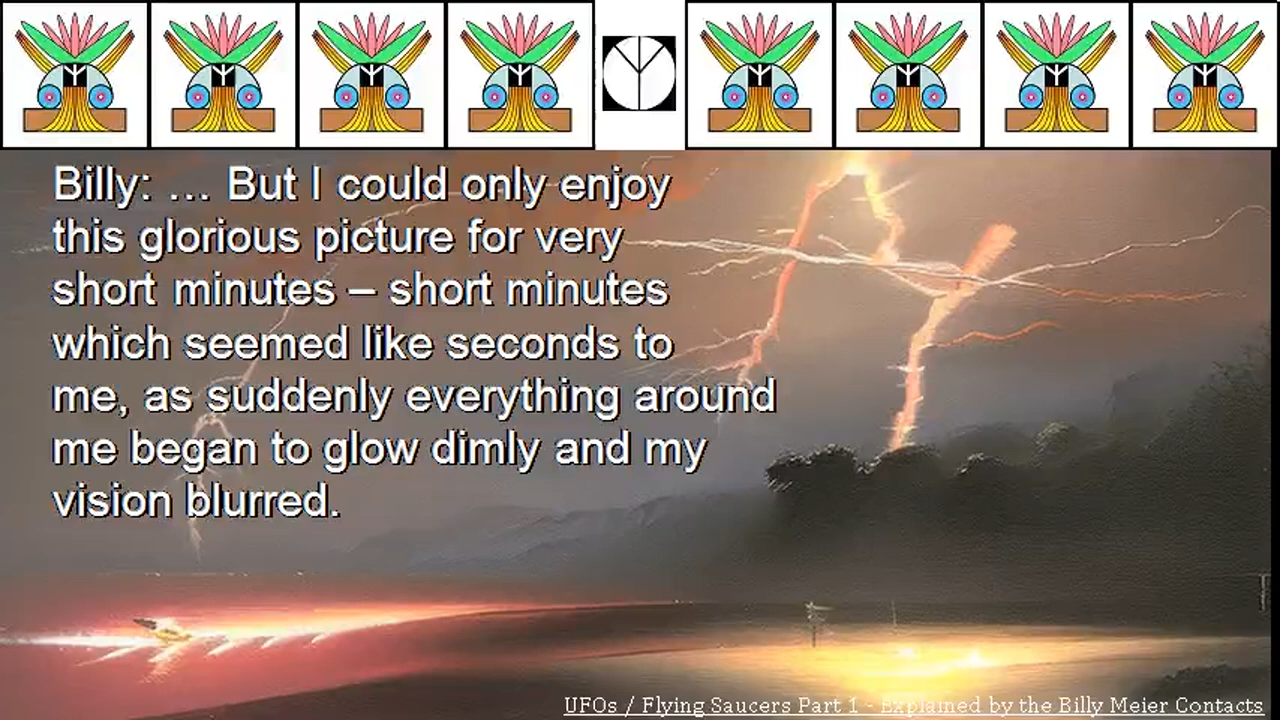 Billy: … But I could only enjoy
this glorious picture for very
short minutes – short minutes
which seemed like seconds to
me, as suddenly everything around
me began to glow dimly and my
vision blurred.
UFOs / Flying Saucers Part 1 - Explained by the Billy Meier Contacts